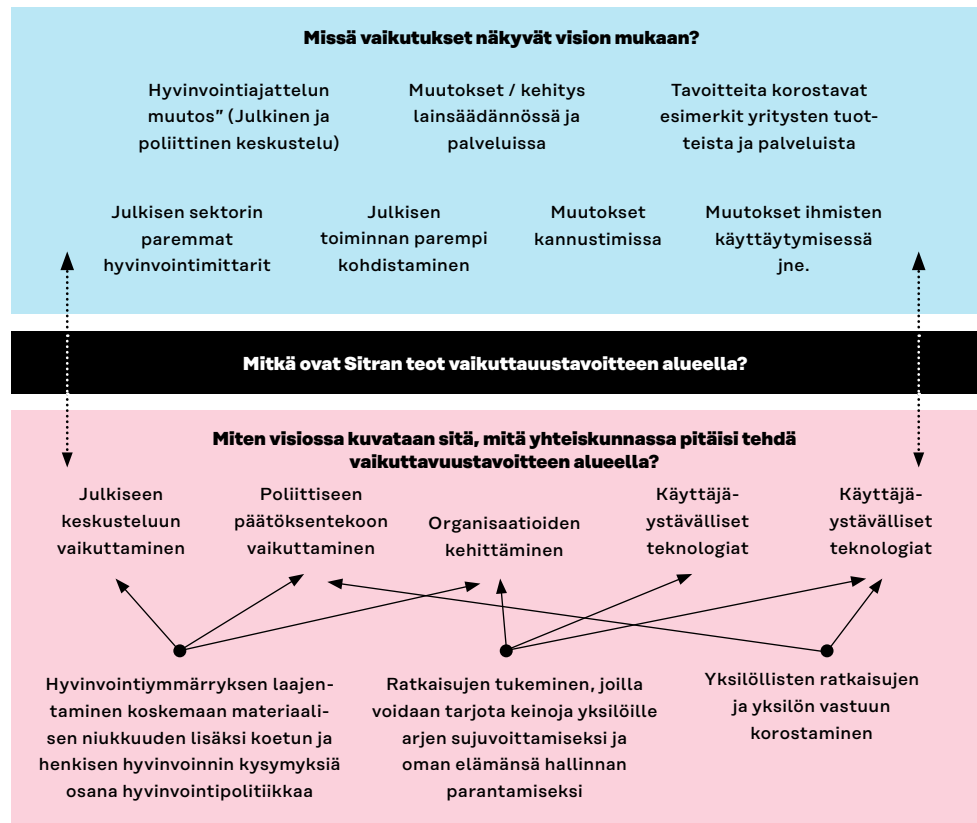 Missä vaikutukset näkyvät vision mukaan?
Hyvinvointiajattelun
muutos” (Julkinen ja
poliittinen keskustelu)
Muutokset / kehitys
lainsäädännössä ja
palveluissa
Tavoitteita korostavat
esimerkit yritysten tuot-
teista ja palveluista
Julkisen sektorin
paremmat
hyvinvointimittarit
Julkisen
toiminnan parempi
kohdistaminen
Muutokset
kannustimissa
Muutokset ihmisten
käyttäytymisessä
jne.
Mitkä ovat Sitran teot vaikuttauustavoitteen alueella?
Miten visiossa kuvataan sitä, mitä yhteiskunnassa pitäisi tehdä
vaikuttavuustavoitteen alueella?
Julkiseen
keskusteluun
vaikuttaminen
Poliittiseen
päätöksentekoon
vaikuttaminen
Organisaatioiden
kehittäminen
Käyttäjä-
ystävälliset
teknologiat
Käyttäjä-
ystävälliset
teknologiat
Hyvinvointiymmärryksen laajen-
taminen koskemaan materiaali-
sen niukkuuden lisäksi koetun ja
henkisen hyvinvoinnin kysymyksiä
osana hyvinvointipolitiikkaa
Ratkaisujen tukeminen, joilla
voidaan tarjota keinoja yksilöille
arjen sujuvoittamiseksi ja
oman elämänsä hallinnan
parantamiseksi
Yksilöllisten ratkaisujen
ja yksilön vastuun
korostaminen